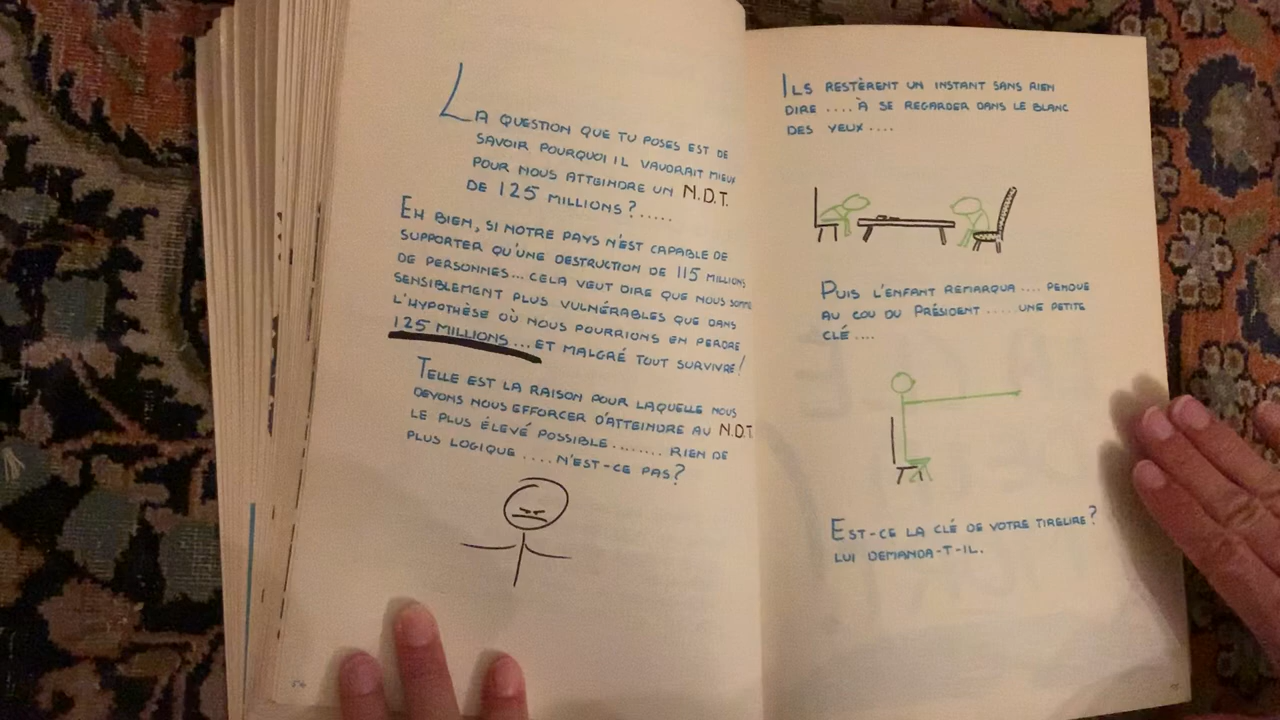 La question que tu poses est de
savoir pourquoi il vaudrait mieux
pour nous atteindre un N.D.T.
de 125 millions?.....
Eh bien, si notre pays n'est capable de
supporter qu'une destruction de 115 millions
de personnes... cela veut dire que nous sommes
sensiblement plus vulnérables que dans
l'hypothèse où nous pourrions en perdre
125 millions... et malgré tout survivre!
Telle est la raison pour laquelle nous
devons nous efforcer d'atteindre au N.D.T.
le plus élevé possible........ rien de
plus logique....n'est-ce pas?
Ils restèrent un instant sans rien
dire....à se regarder dans le blanc
des yeux....
Puis l'enfant remarqua.... pendue
au cou du Président.....une petite
clé....
Est-ce la clé de votre tirelire?
lui demanda-t-il.